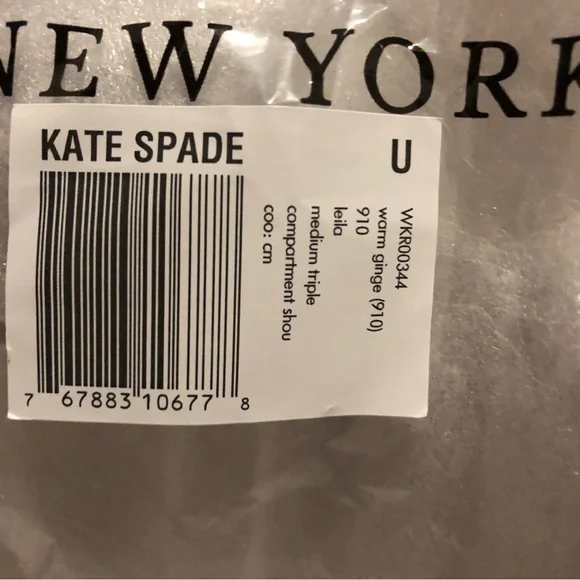 NEW YORK
KATE SPADE
U
WKR00344
warm ginge (910)
910
leila
medium triple
compartment shou
coo: cm
7 67883 10677 8